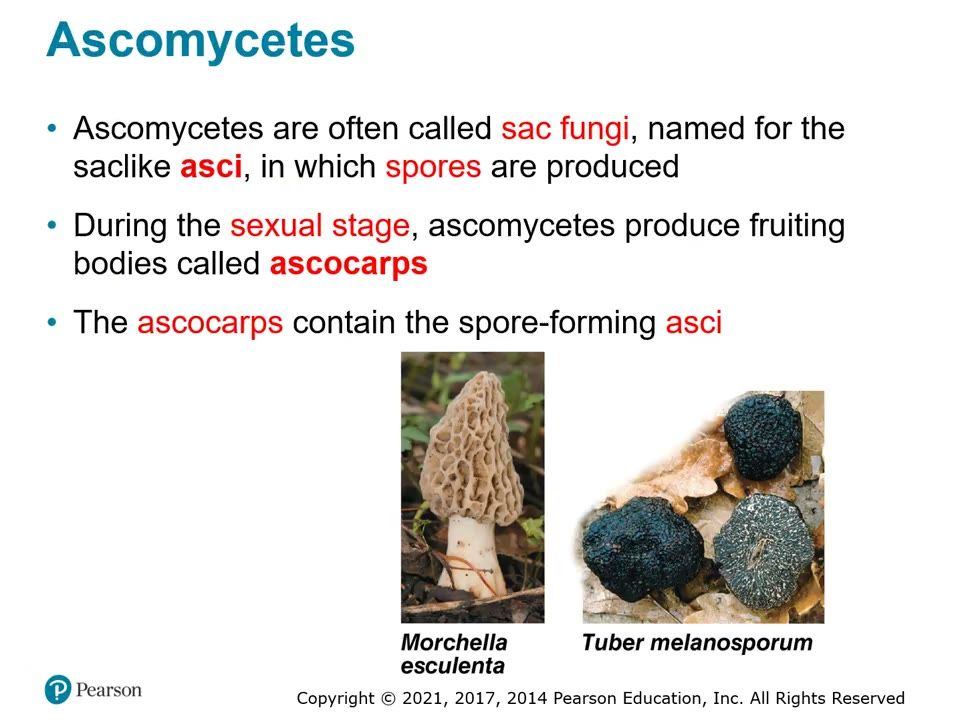 Ascomycetes
• Ascomycetes are often called sac fungi, named for the
saclike asci, in which spores are produced
• During the sexual stage, ascomycetes produce fruiting
bodies called ascocarps
• The ascocarps contain the spore-forming asci
Morchella
esculenta
Tuber melanosporum
P Pearson
Copyright © 2021, 2017, 2014 Pearson Education, Inc. All Rights Reserved